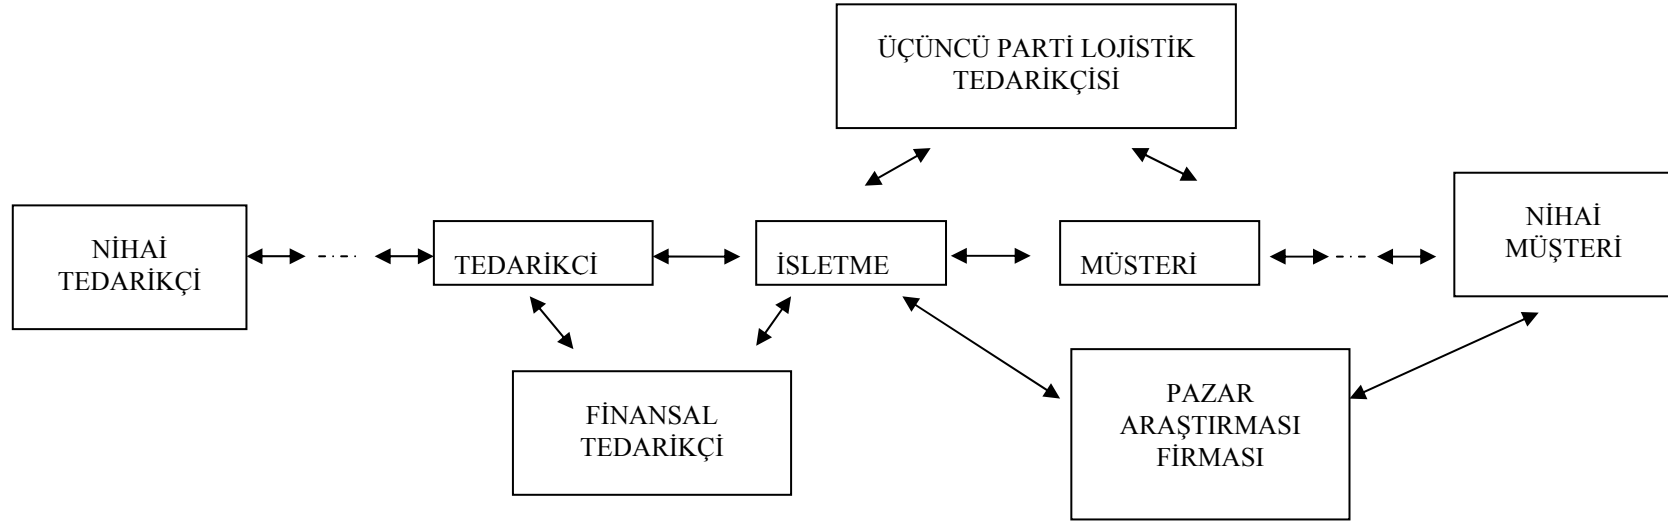 ÜÇÜNCÜ PARTİ LOJİSTİK
TEDARİKÇİSİ
NİHAİ
TEDARİKÇİ
TEDARİKCİ
İSLETME
MÜSTERİ
NİHAİ
MÜŞTERİ
FİNANSAL
TEDARİKÇİ
PAZAR
ARAŞTIRMASI
FİRMASI